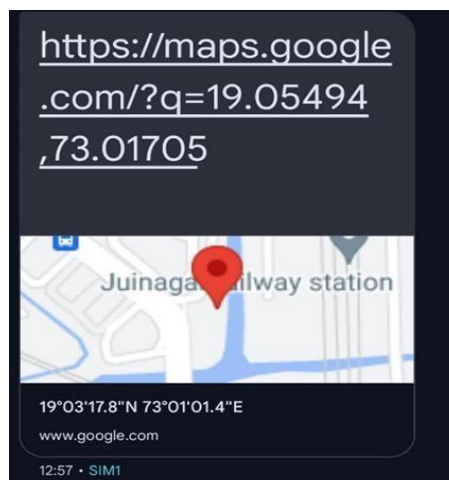 https://maps.google
.com/?q=19.05494
,73.01705
Juinaga ilway station
19°03'17.8"N 73°01'01.4"E
www.google.com
12:57 • SIM1